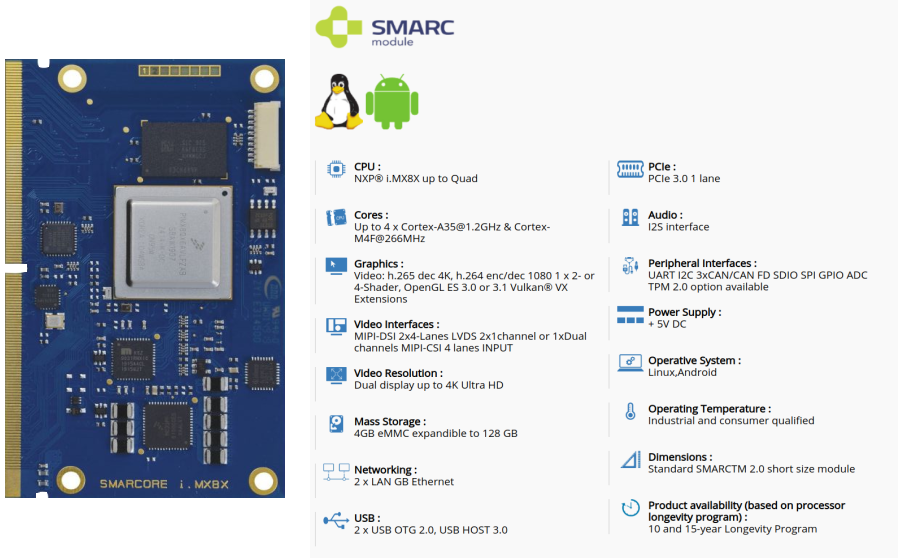 SMARC
module
CPU :
NXP® i.MX8X up to Quad
Cores :
Up to 4 x Cortex-A35@1.2GHz & Cortex-
M4F@266MHz
Graphics :
Video: h.265 dec 4K, h.264 enc/dec 1080 1 x 2- or
4-Shader, OpenGL ES 3.0 or 3.1 Vulkan® VX
Extensions
Video Interfaces :
MIPI-DSI 2x4-Lanes LVDS 2x1channel or 1xDual
channels MIPI-CSI 4 lanes INPUT
Video Resolution :
Dual display up to 4K Ultra HD
Mass Storage :
4GB eMMC expandible to 128 GB
Networking :
2 x LAN GB Ethernet
USB :
2 x USB OTG 2.0, USB HOST 3.0
PCIe :
PCIe 3.0 1 lane
Audio :
I2S interface
Peripheral Interfaces :
UART I2C 3xCAN/CAN FD SDIO SPI GPIO ADC
TPM 2.0 option available
Power Supply :
+ 5V DC
Operative System :
Linux,Android
Operating Temperature :
Industrial and consumer qualified
Dimensions :
Standard SMARCTM 2.0 short size module
Product availability (based on processor
longevity program) :
10 and 15-year Longevity Program
SMARCORE i.MX8X